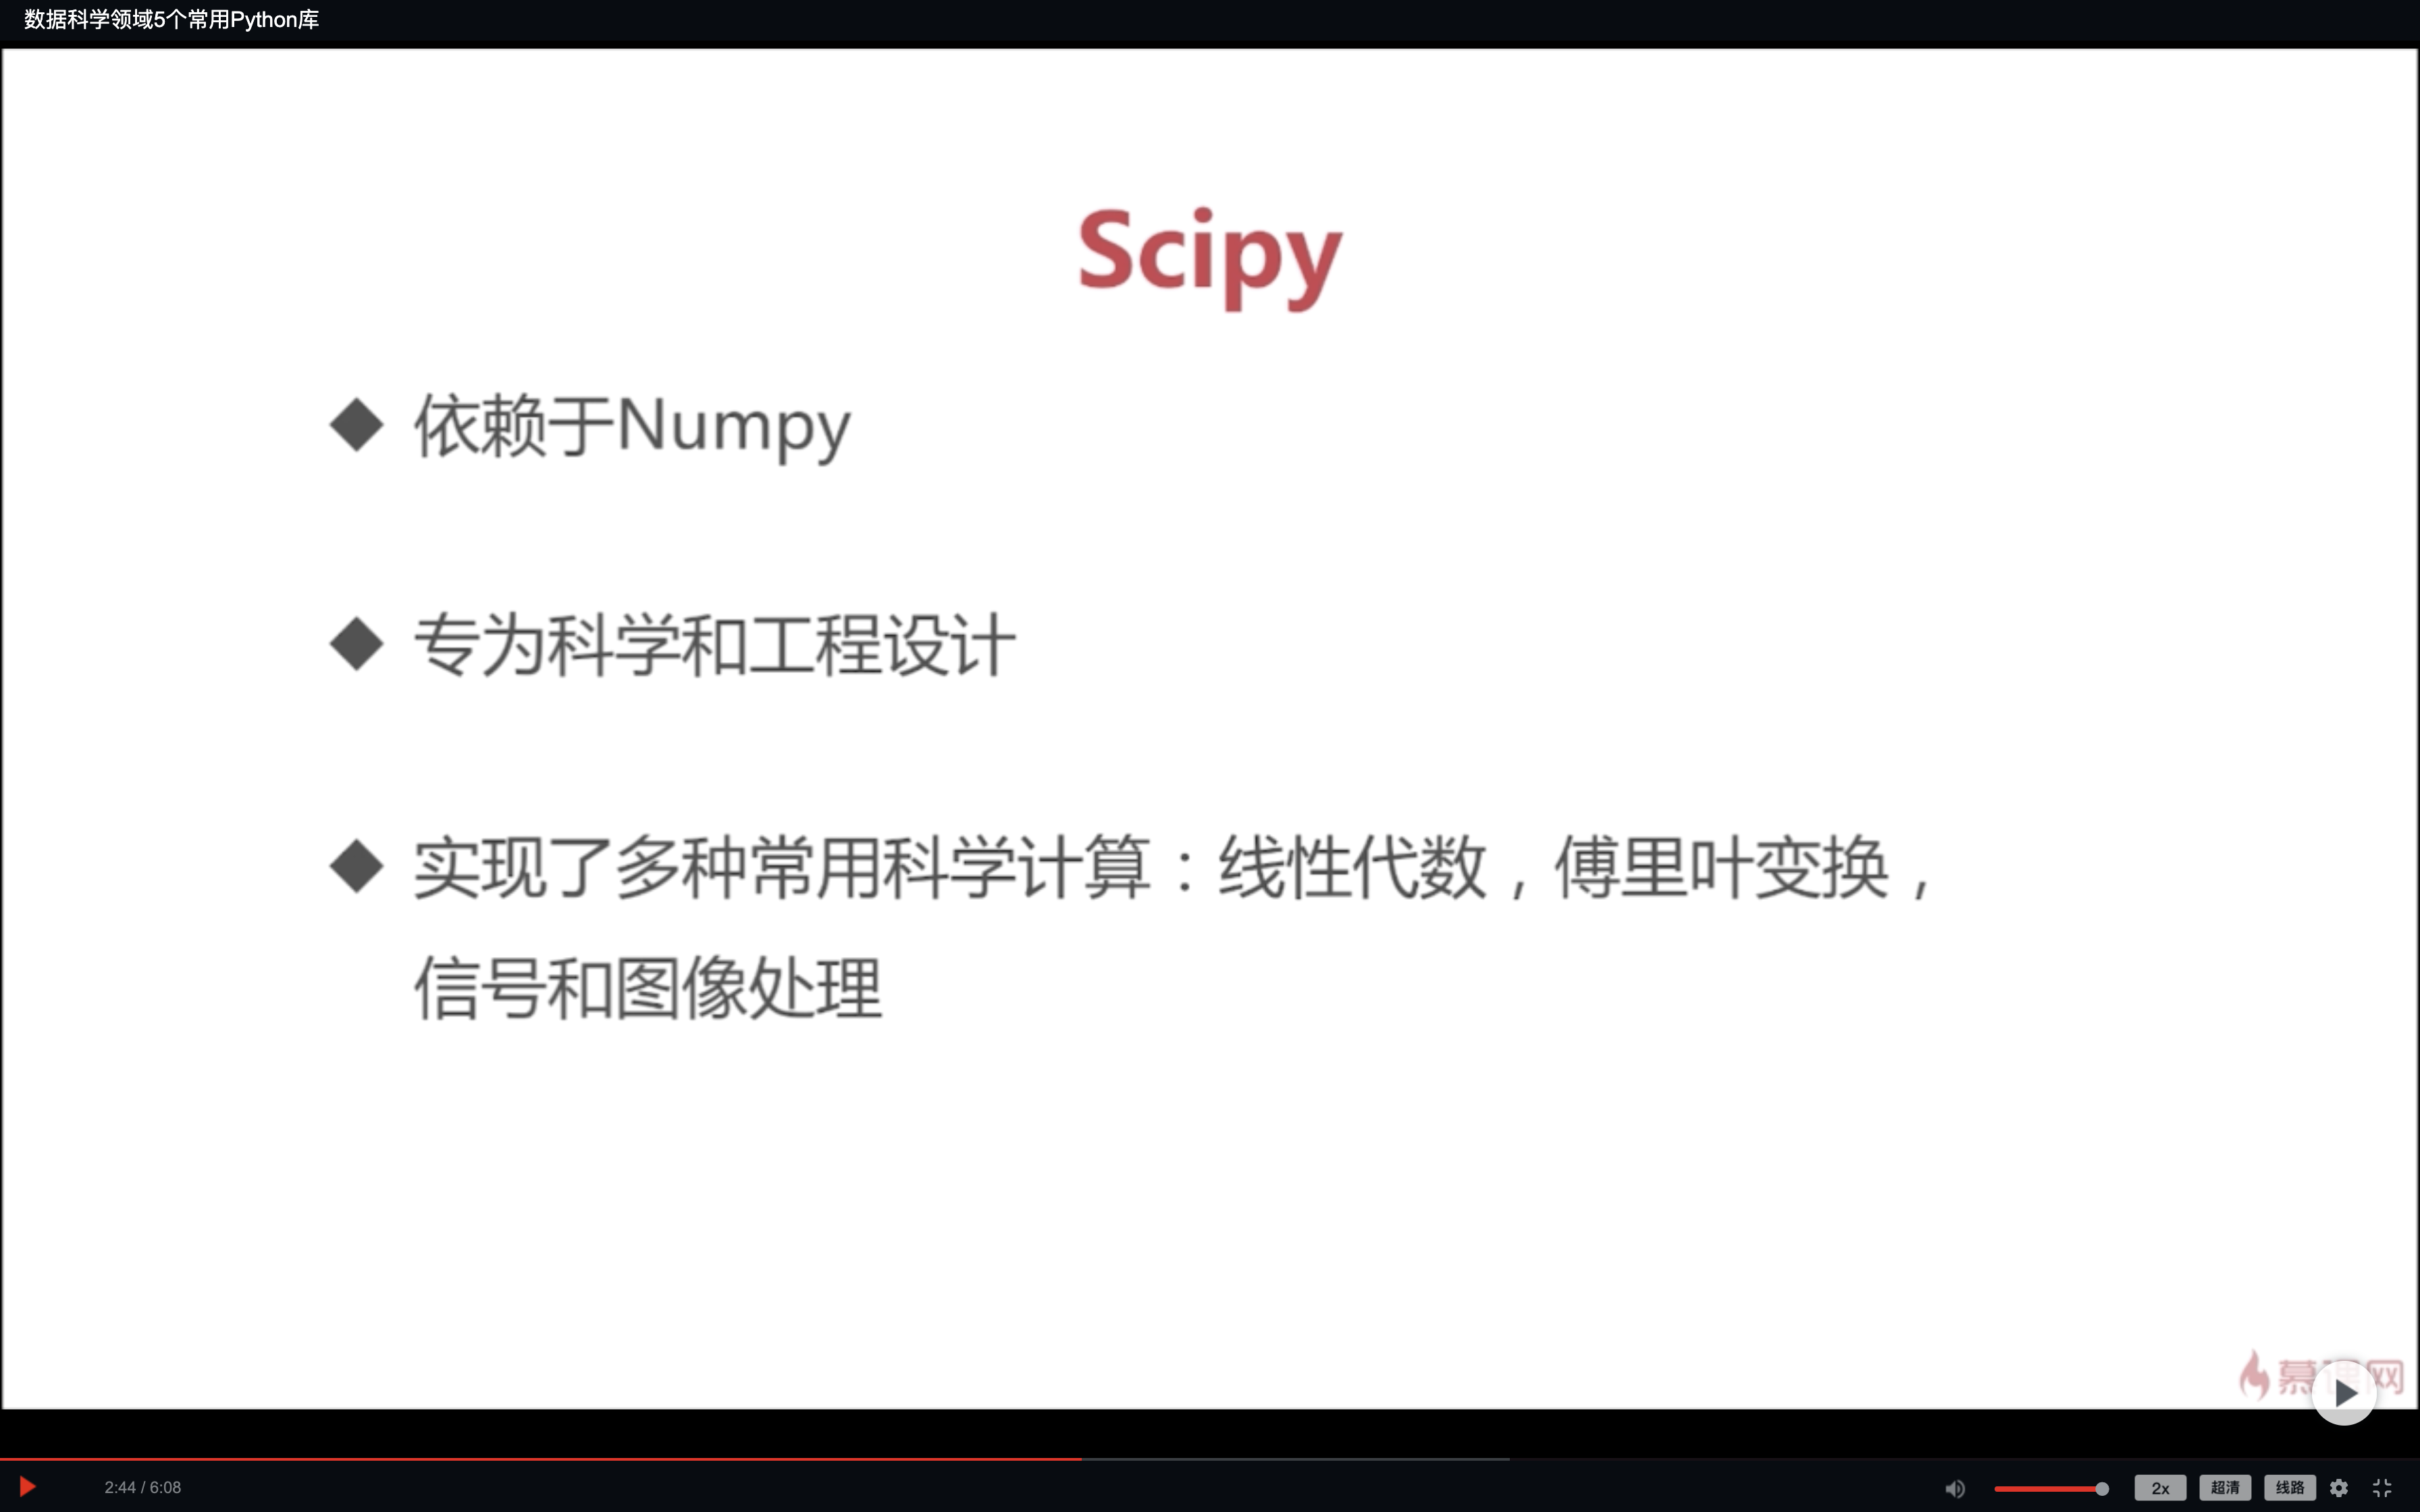 数据科学领域5个常用Python库
Scipy
◆ 依赖于Numpy
◆ 专为科学和工程设计
◆ 实现了多种常用科学计算：线性代数，傅里叶变换，
信号和图像处理
慕课网
2:44 / 6:08
2x
超清
线路